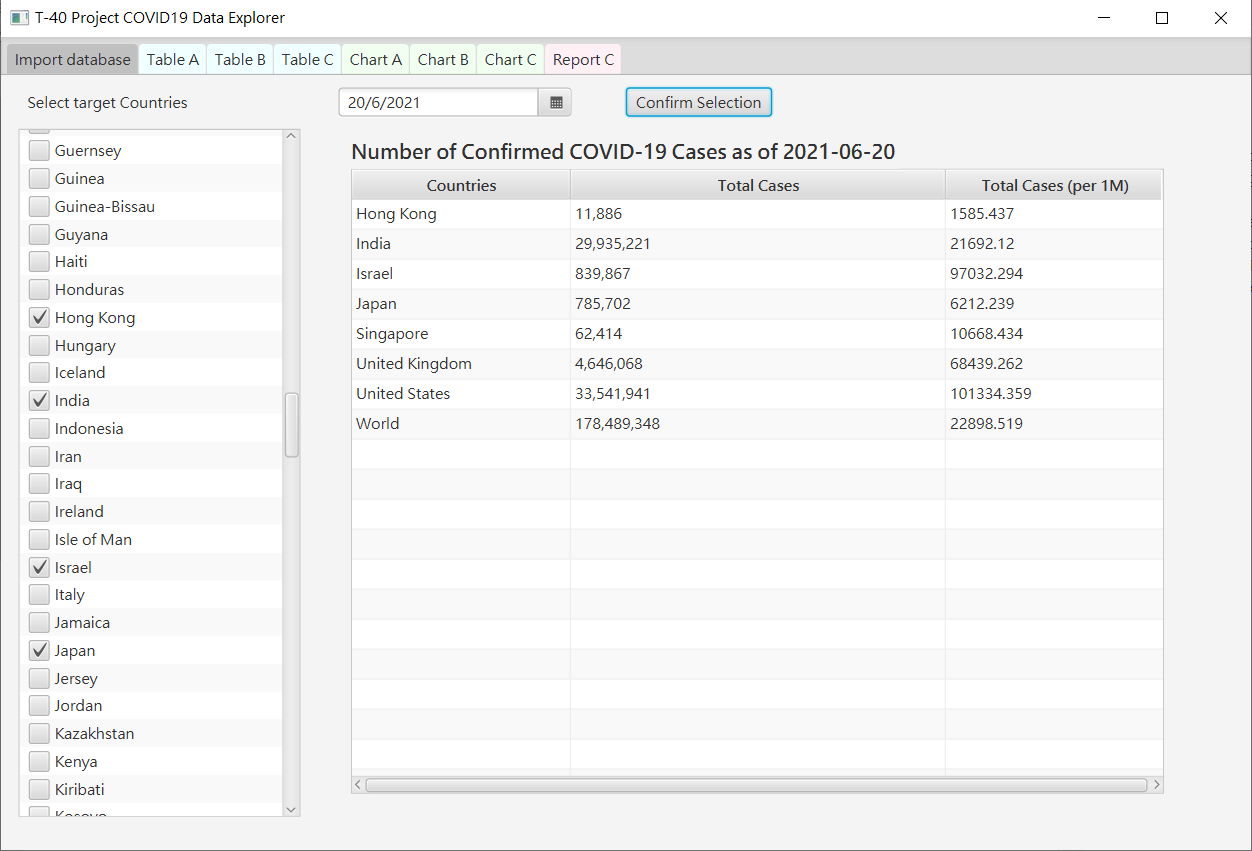 T-40 Project COVID19 Data Explorer
Import database Table A Table B Table C Chart A Chart B Chart C Report C
Select target Countries 20/6/2021 Confirm Selection
Guernsey
Guinea
Guinea-Bissau
Guyana
Haiti
Honduras
Hong Kong
Hungary
Iceland
India
Indonesia
Iran
Iraq
Ireland
Isle of Man
Israel
Italy
Jamaica
Japan
Jersey
Jordan
Kazakhstan
Kenya
Kiribati
Kosovo
Number of Confirmed COVID-19 Cases as of 2021-06-20
Countries Total Cases Total Cases (per 1M)
Hong Kong 11,886 1585.437
India 29,935,221 21692.12
Israel 839,867 97032.294
Japan 785,702 6212.239
Singapore 62,414 10668.434
United Kingdom 4,646,068 68439.262
United States 33,541,941 101334.359
World 178,489,348 22898.519